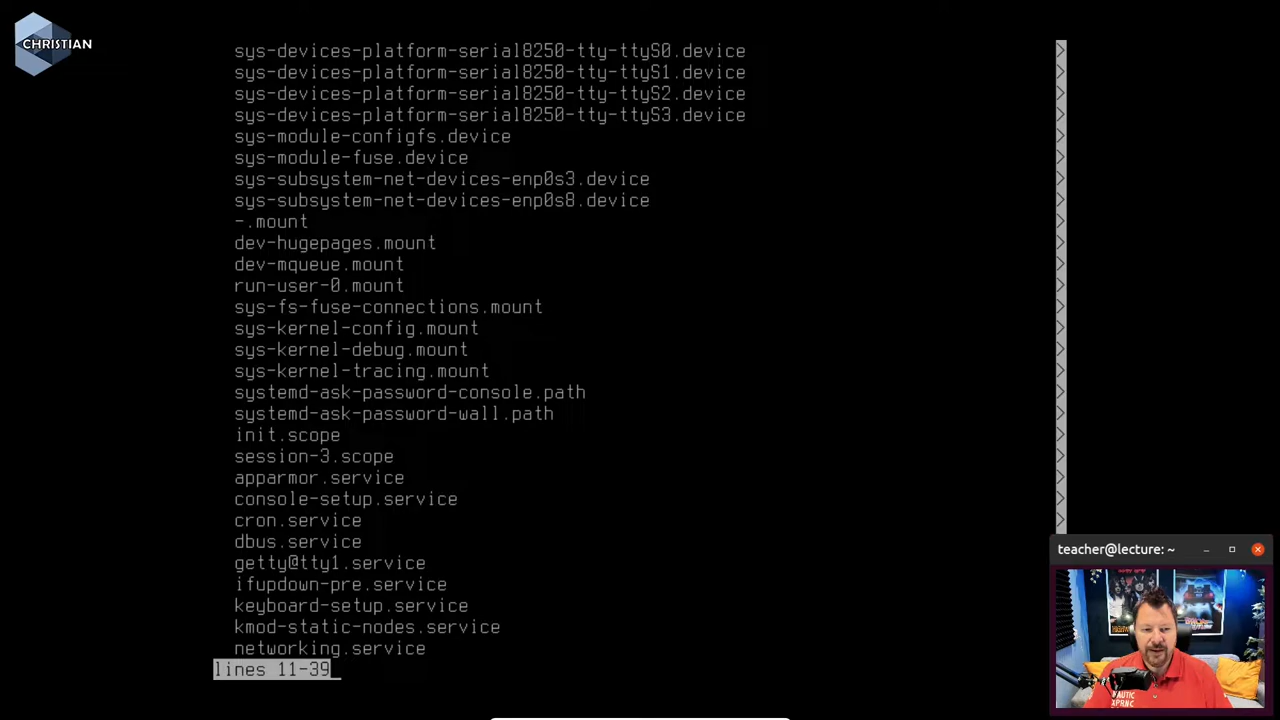 CHRISTIAN
sys-devices-platform-serial8250-tty-ttyS0.device
sys-devices-platform-serial8250-tty-ttyS1.device
sys-devices-platform-serial8250-tty-ttyS2.device
sys-devices-platform-serial8250-tty-ttyS3.device
sys-module-configfs.device
sys-module-fuse.device
sys-subsystem-net-devices-enp0s3.device
sys-subsystem-net-devices-enp0s8.device
-.mount
dev-hugepages.mount
dev-mqueue.mount
run-user-0.mount
sys-fs-fuse-connections.mount
sys-kernel-config.mount
sys-kernel-debug.mount
sys-kernel-tracing.mount
systemd-ask-password-console.path
systemd-ask-password-wall.path
init.scope
session-3.scope
apparmor.service
console-setup.service
cron.service
dbus.service
getty@tty1.service
ifupdown-pre.service
keyboard-setup.service
kmod-static-nodes.service
networking.service
lines 11-39
teacher@lecture: ~